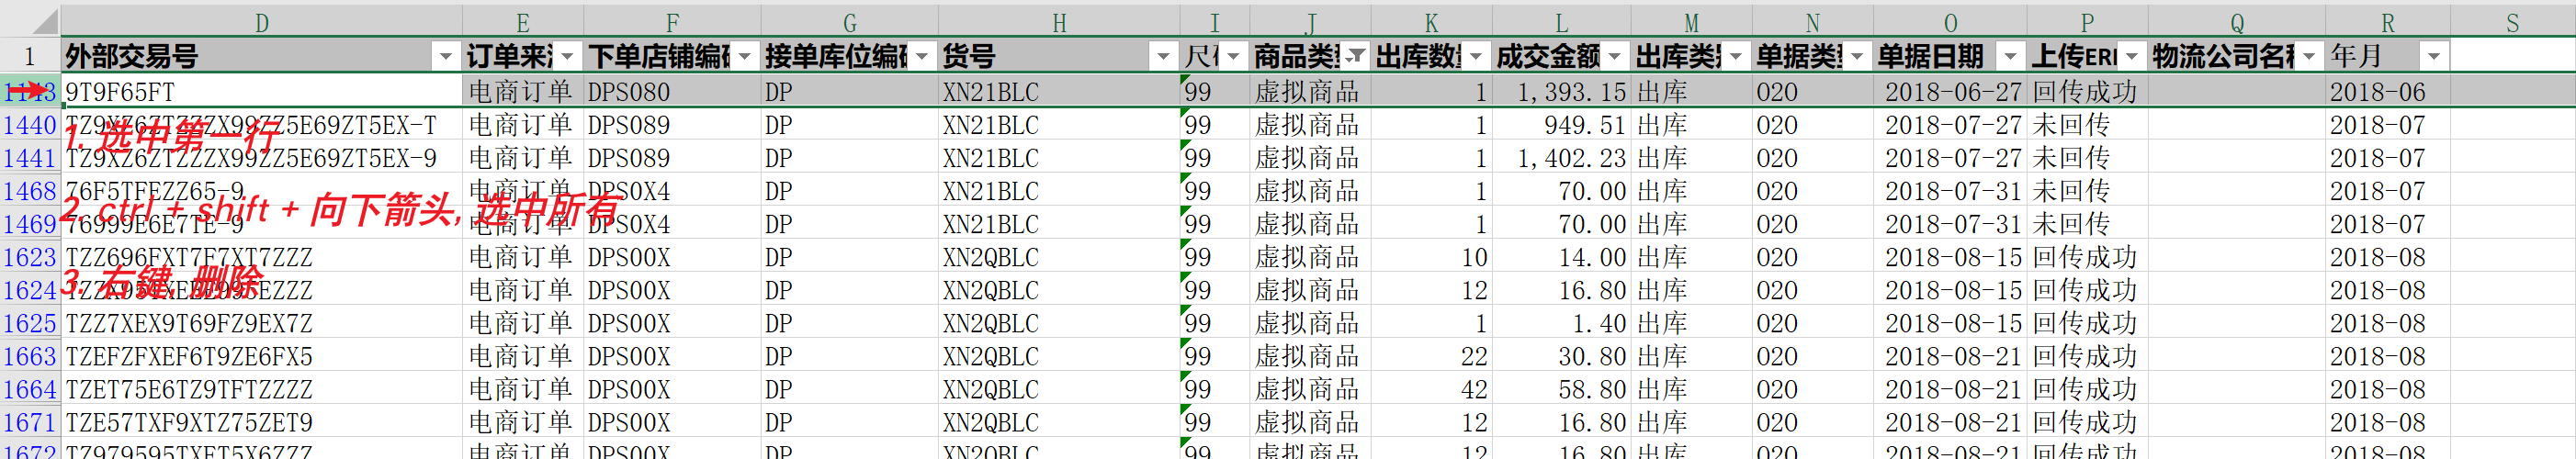 D E F G H I J K L M N O P Q R S
1 外部交易号 订单来 下单店铺编 接单库位编 货号 尺 商品类 出库数 成交金额 出库类 单据类 单据日期 上传ER 物流公司名 年月
1143 9T9F65FT 电商订单 DPS080 DP XN21BLC 99 虚拟商品 1 1,393.15 出库 O2O 2018-06-27 回传成功 2018-06
1440 TZ9XZ6ZTZZZX99ZZ5E69ZT5EX-T 电商订单 DPS089 DP XN21BLC 99 虚拟商品 1 949.51 出库 O2O 2018-07-27 未回传 2018-07
1. 选中第一行
1441 TZ9XZ6ZTZZZX99ZZ5E69ZT5EX-9 电商订单 DPS089 DP XN21BLC 99 虚拟商品 1 1,402.23 出库 O2O 2018-07-27 未回传 2018-07
1468 76F5TFEZZ65-9 电商订单 DPS0X4 DP XN21BLC 99 虚拟商品 1 70.00 出库 O2O 2018-07-31 未回传 2018-07
2. ctrl + shift + 向下箭头, 选中所有
1469 76999E6E7TE-9 电商订单 DPS0X4 DP XN21BLC 99 虚拟商品 1 70.00 出库 O2O 2018-07-31 未回传 2018-07
1623 TZZ696FXT7F7XT7ZZZ 电商订单 DPS00X DP XN2QBLC 99 虚拟商品 10 14.00 出库 O2O 2018-08-15 回传成功 2018-08
3. 右键, 删除
1624 电商订单 DPS00X DP XN2QBLC 99 虚拟商品 12 16.80 出库 O2O 2018-08-15 回传成功 2018-08
1625 TZZ7XEX9T69FZ9EX7Z 电商订单 DPS00X DP XN2QBLC 99 虚拟商品 1 1.40 出库 O2O 2018-08-15 回传成功 2018-08
1663 TZEFZFXEF6T9ZE6FX5 电商订单 DPS00X DP XN2QBLC 99 虚拟商品 22 30.80 出库 O2O 2018-08-21 回传成功 2018-08
1664 TZET75E6TZ9TFTZZZZ 电商订单 DPS00X DP XN2QBLC 99 虚拟商品 42 58.80 出库 O2O 2018-08-21 回传成功 2018-08
1671 TZE57TXF9XTZ75ZET9 电商订单 DPS00X DP XN2QBLC 99 虚拟商品 12 16.80 出库 O2O 2018-08-21 回传成功 2018-08
1672 TZ979595TXET5X6ZZZ 电商订单 DPS00X DP XN2QBLC 99 虚拟商品 12 16.80 出库 O2O 2018-08-21 回传成功 2018-08